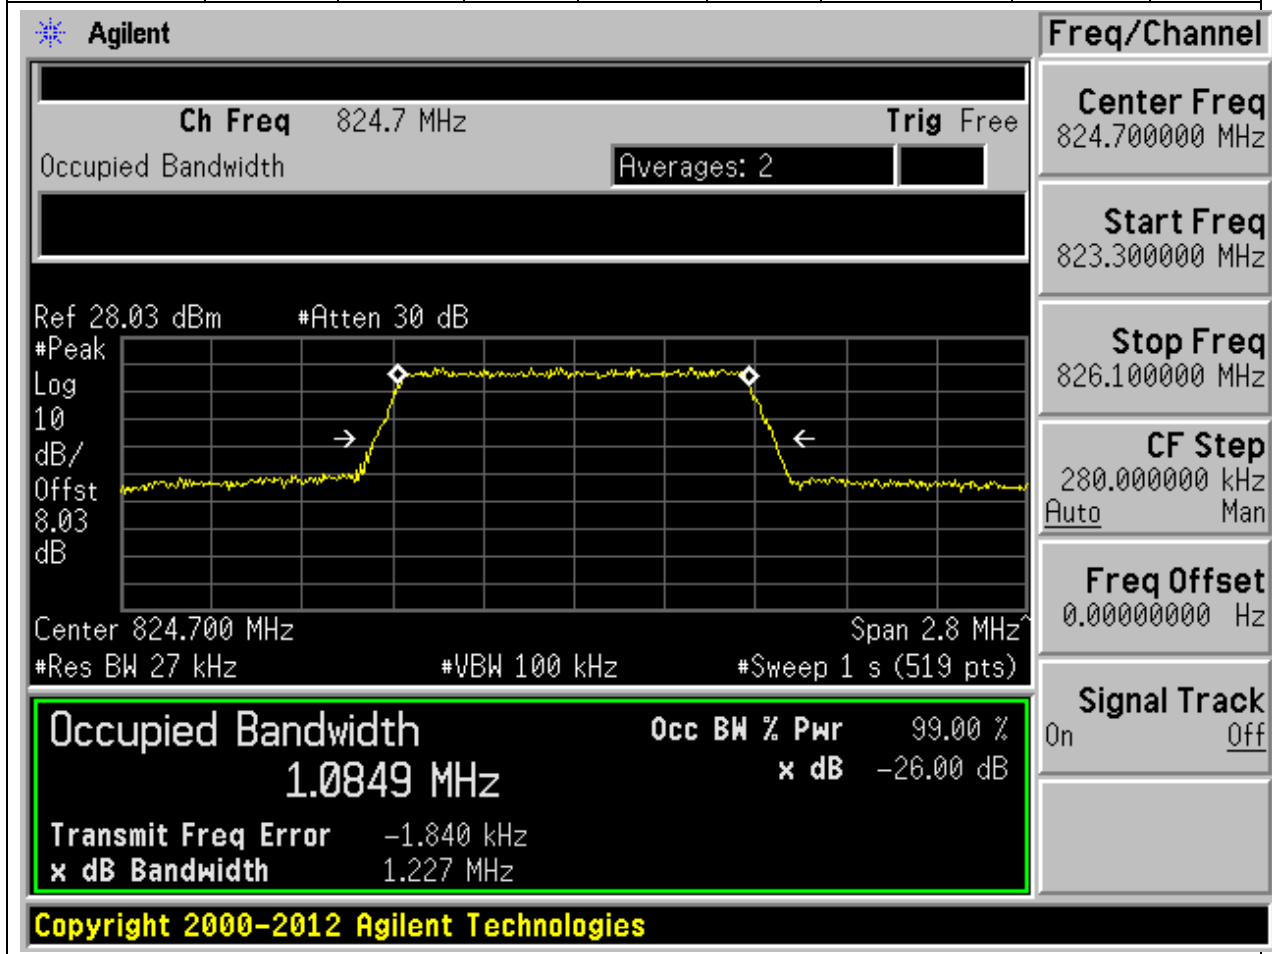 Agilent
Freq/Channel
Ch Freq 824.7 MHz Trig Free
Occupied Bandwidth Averages: 2
Center Freq
824.700000 MHz
Start Freq
823.300000 MHz
Stop Freq
826.100000 MHz
CF Step
280.000000 kHz
Auto Man
Freq Offset
0.00000000 Hz
Signal Track
On Off
Ref 28.03 dBm #Atten 30 dB
#Peak
Log
10
dB/
Offst
8.03
dB
Center 824.700 MHz Span 2.8 MHz^
#Res BW 27 kHz #VBW 100 kHz #Sweep 1 s (519 pts)
Occupied Bandwidth Occ BW % Pwr 99.00 %
1.0849 MHz x dB -26.00 dB
Transmit Freq Error -1.840 kHz
x dB Bandwidth 1.227 MHz
Copyright 2000-2012 Agilent Technologies